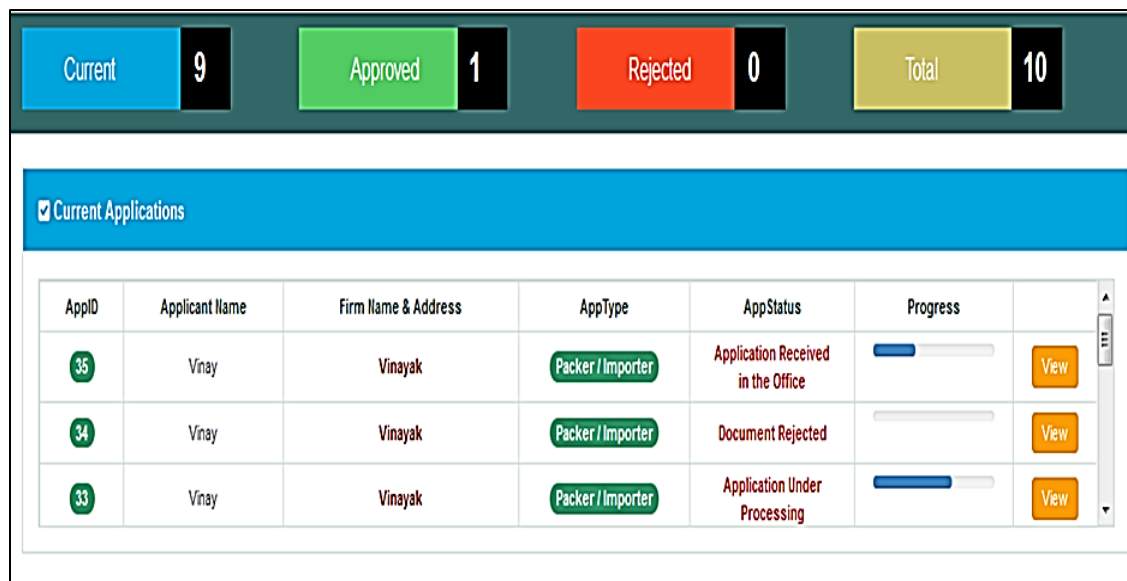 Current 9 Approved 1 Rejected 0 Total 10
Current Applications
AppID Applicant Name Firm Name & Address AppType AppStatus Progress
35 Vinay Vinayak Packer / Importer Application Received in the Office View
34 Vinay Vinayak Packer / Importer Document Rejected View
33 Vinay Vinayak Packer / Importer Application Under Processing View